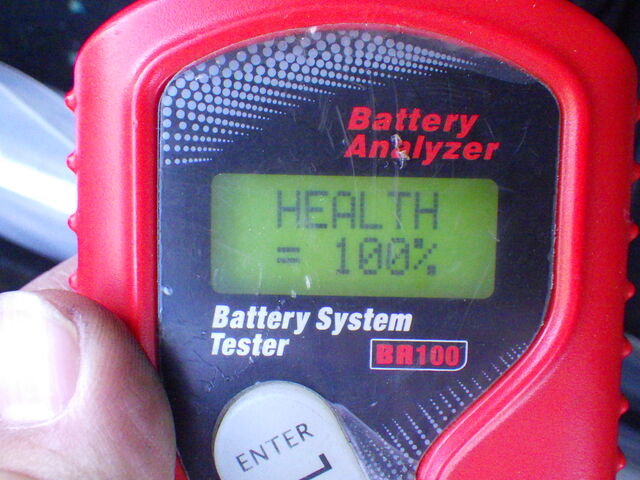 Battery
Analyzer
HEALTH
= 100%
Battery System
Tester
BR100
ENTER